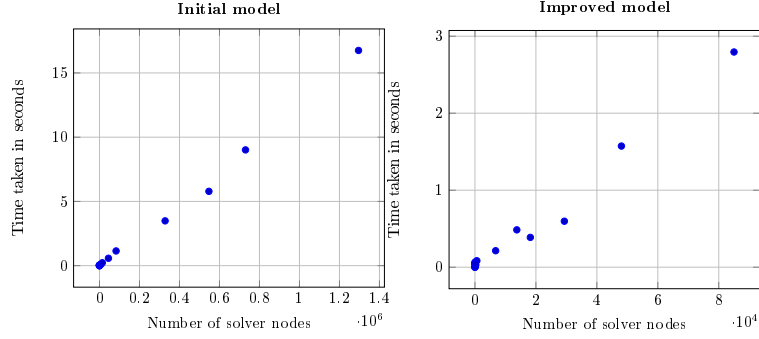 Initial model
15
10
5
0
Time taken in seconds
0 0.2 0.4 0.6 0.8 1 1.2 1.4
·10^6
Number of solver nodes
Improved model
3
2
1
0
Time taken in seconds
0 2 4 6 8
·10^4
Number of solver nodes